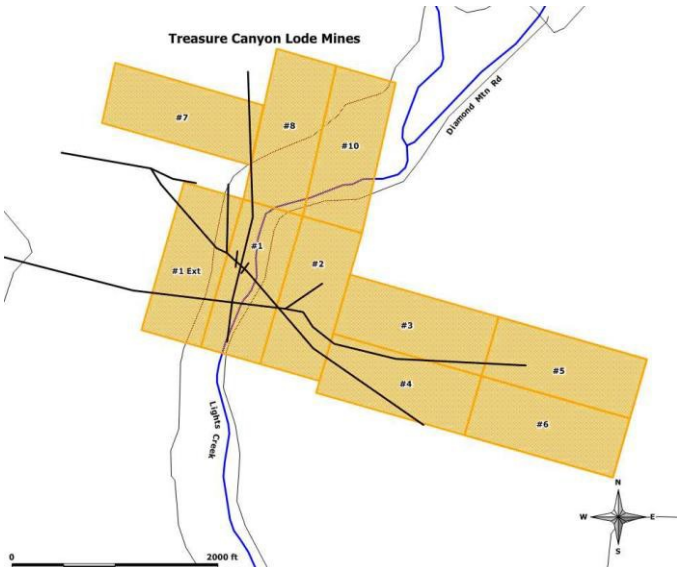 Treasure Canyon Lode Mines
#7
#8
#10
Diamond Mtn Rd
#1 Ext
#1
#2
#3
#4
#5
#6
Lights Creek
N
W
E
S
0
2000 ft